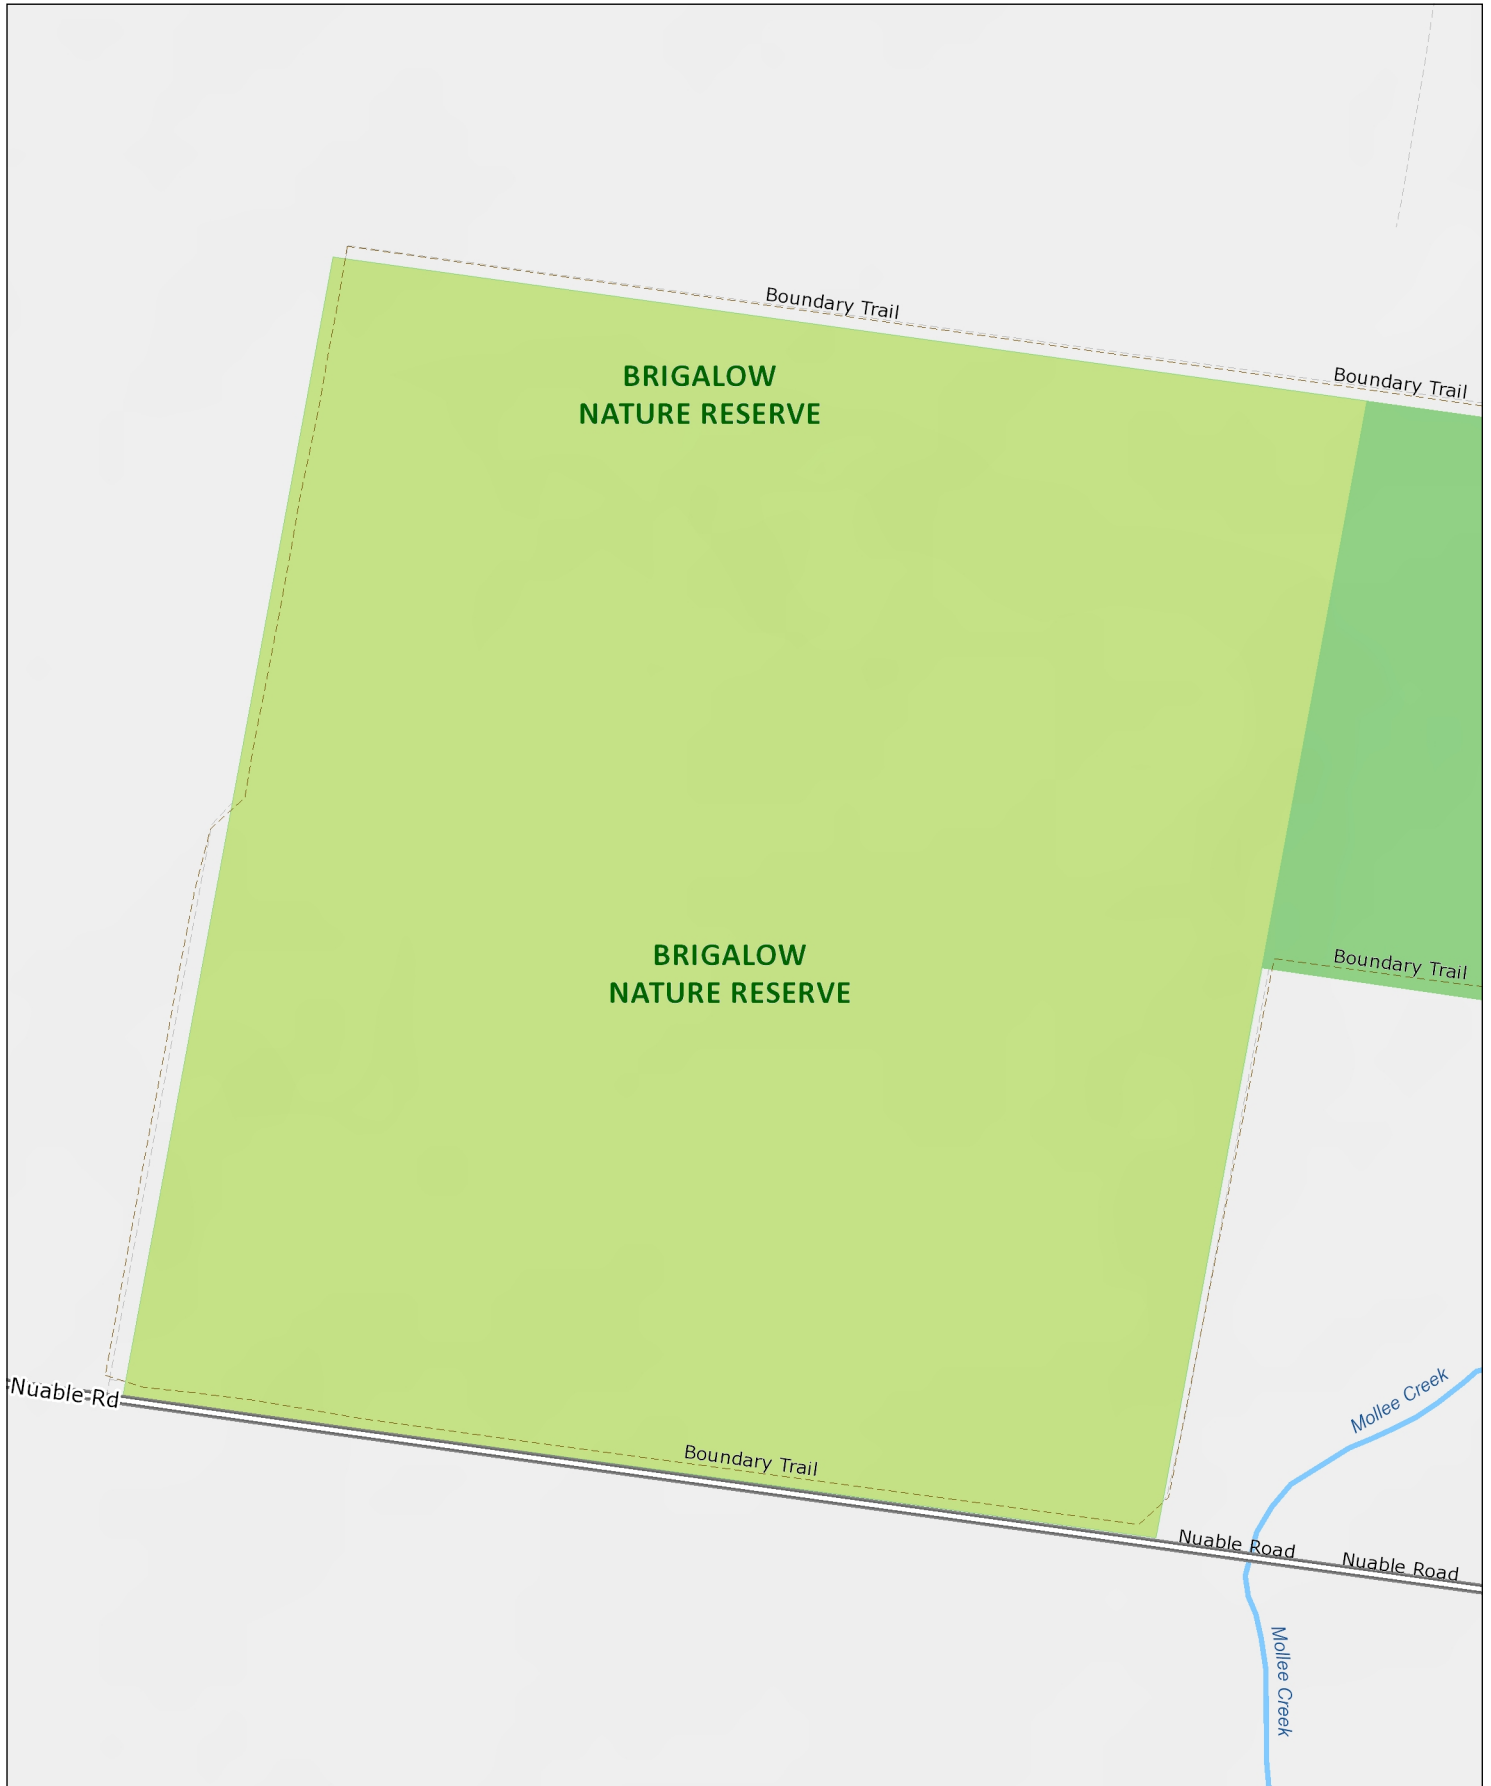 Boundary Trail
BRIGALOW
NATURE RESERVE
Boundary Trail
BRIGALOW
NATURE RESERVE
Boundary Trail
Nuable Rd
Mollee Creek
Boundary Trail
Nuable Road
Nuable Road
Mollee Creek